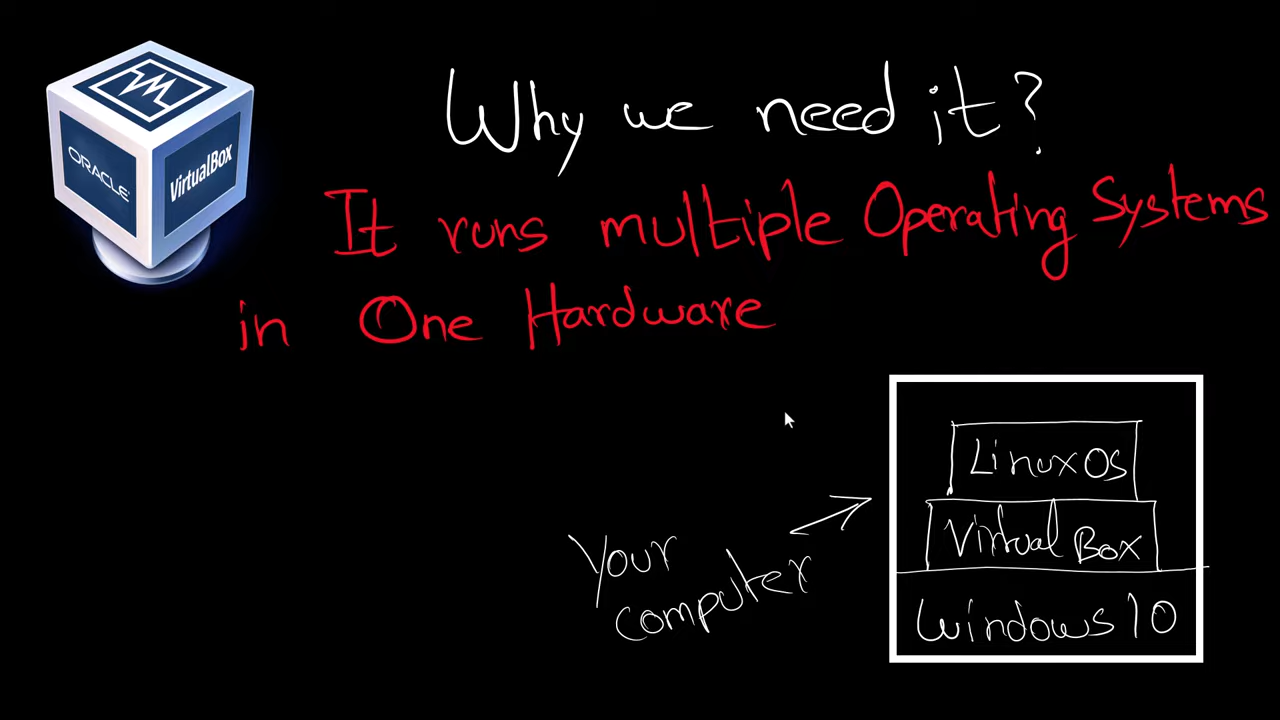 ORACLE
VirtualBox
Why we need it?
It runs multiple Operating Systems
in One Hardware
Linux OS
Virtual Box
Windows 10
Your
computer